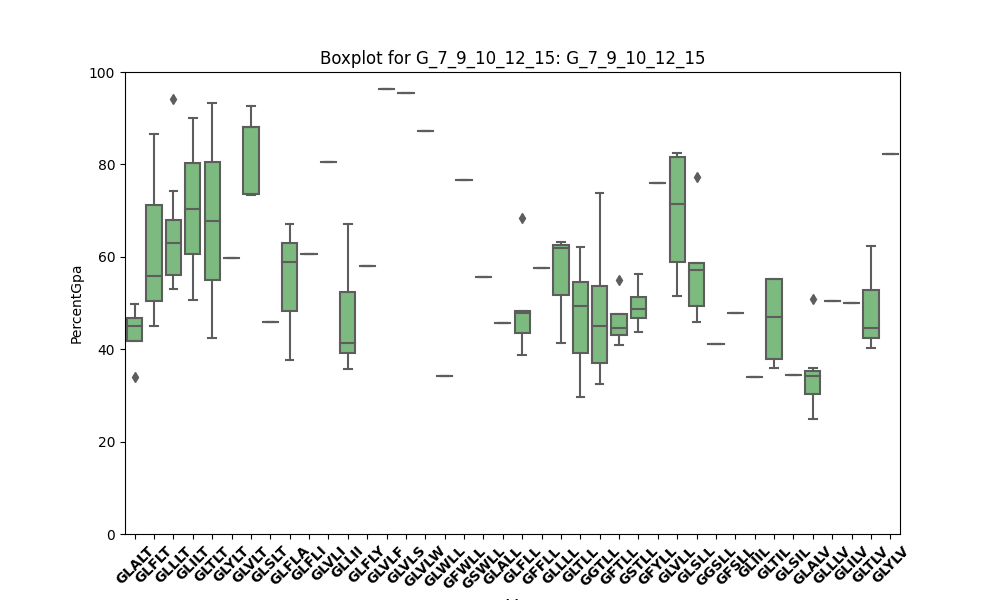 Boxplot for G_7_9_10_12_15: G_7_9_10_12_15
PercentGpa
100
80
60
40
20
0
GLALT
GLFLT
GLLLT
GLILT
GLTLT
GLYLT
GLVLT
GLSLT
GLFLA
GLFLI
GLVLI
GLLII
GLFLY
GLVLF
GLVLS
GLVLW
GLWLL
GFWLL
GSWLL
GLALL
GLFLL
GFFLL
GLLLL
GLTLL
GGTLL
GFTLL
GSTLL
GFYLL
GLVLL
GLSLL
GGSLL
GFSLL
GLIIL
GLTIL
GLSIL
GLALV
GLLLV
GLILV
GLTLV
GLYLV